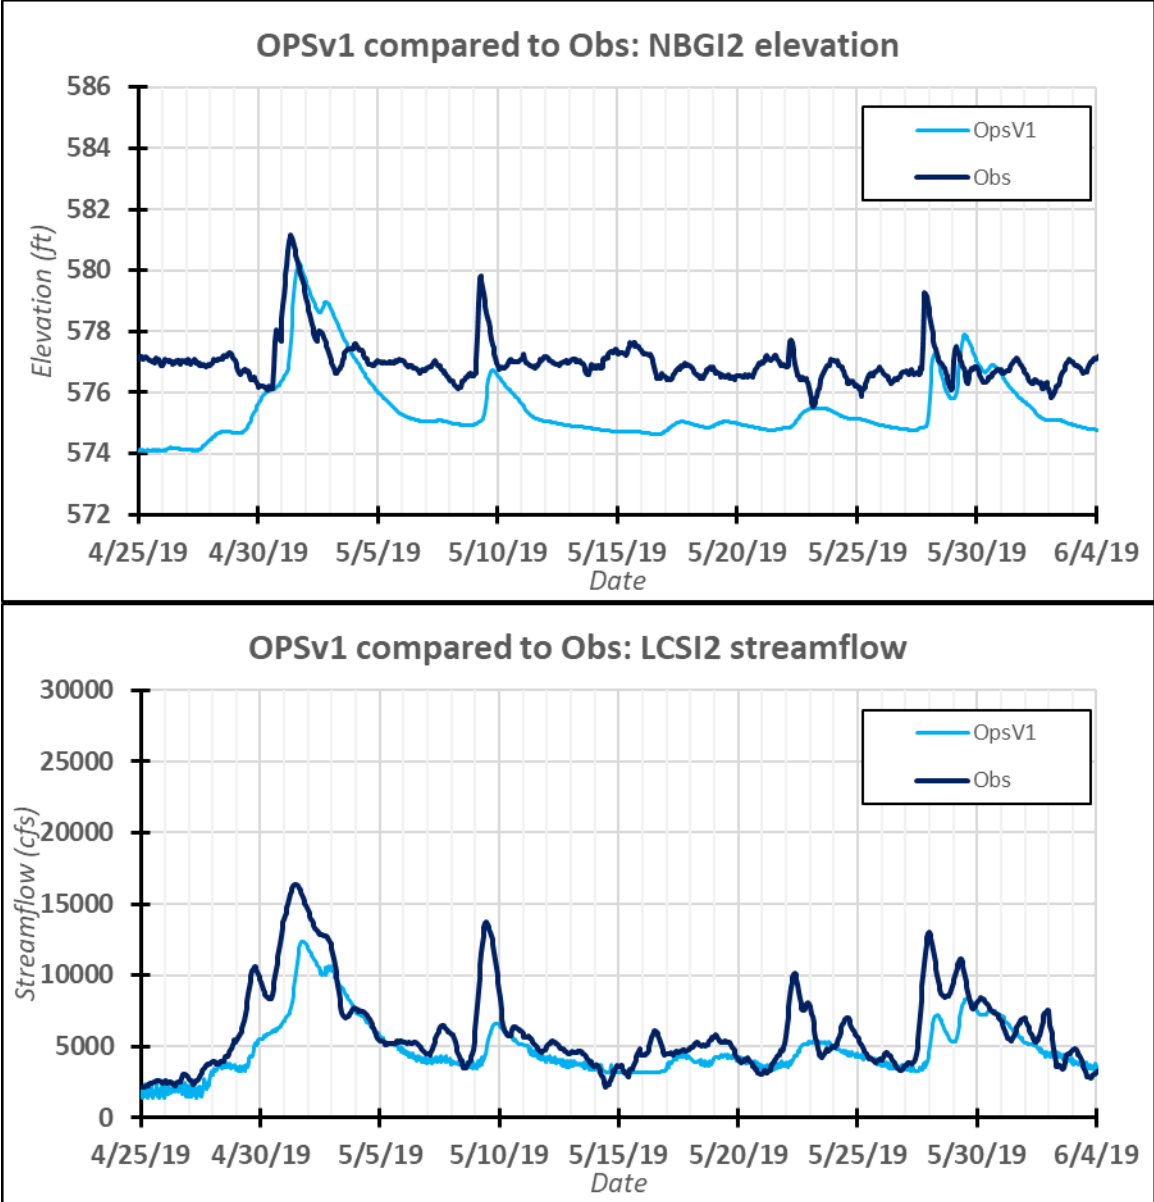 OPSv1 compared to Obs: NBGI2 elevation
586
584
582
580
578
576
574
572
Elevation (ft)
OpsV1
Obs
4/25/19 4/30/19 5/5/19 5/10/19 5/15/19 5/20/19 5/25/19 5/30/19 6/4/19
Date
OPSv1 compared to Obs: LCSI2 streamflow
30000
25000
20000
15000
10000
5000
0
Streamflow (cfs)
OpsV1
Obs
4/25/19 4/30/19 5/5/19 5/10/19 5/15/19 5/20/19 5/25/19 5/30/19 6/4/19
Date